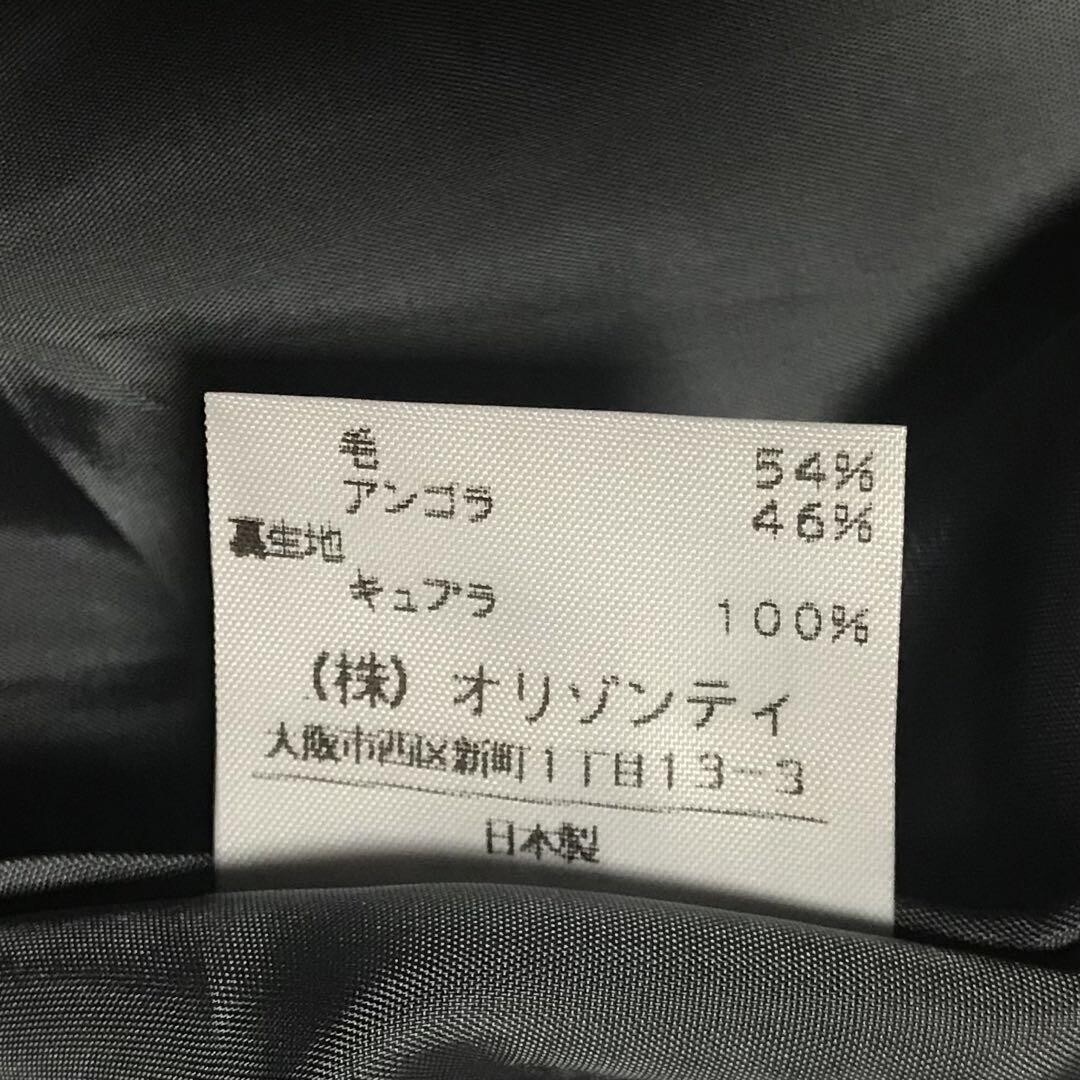 毛 54%
アンゴラ 46%
裏生地
キュプラ 100%
(株)オリゾンティ
大阪市西区新町1丁目13-3
日本製